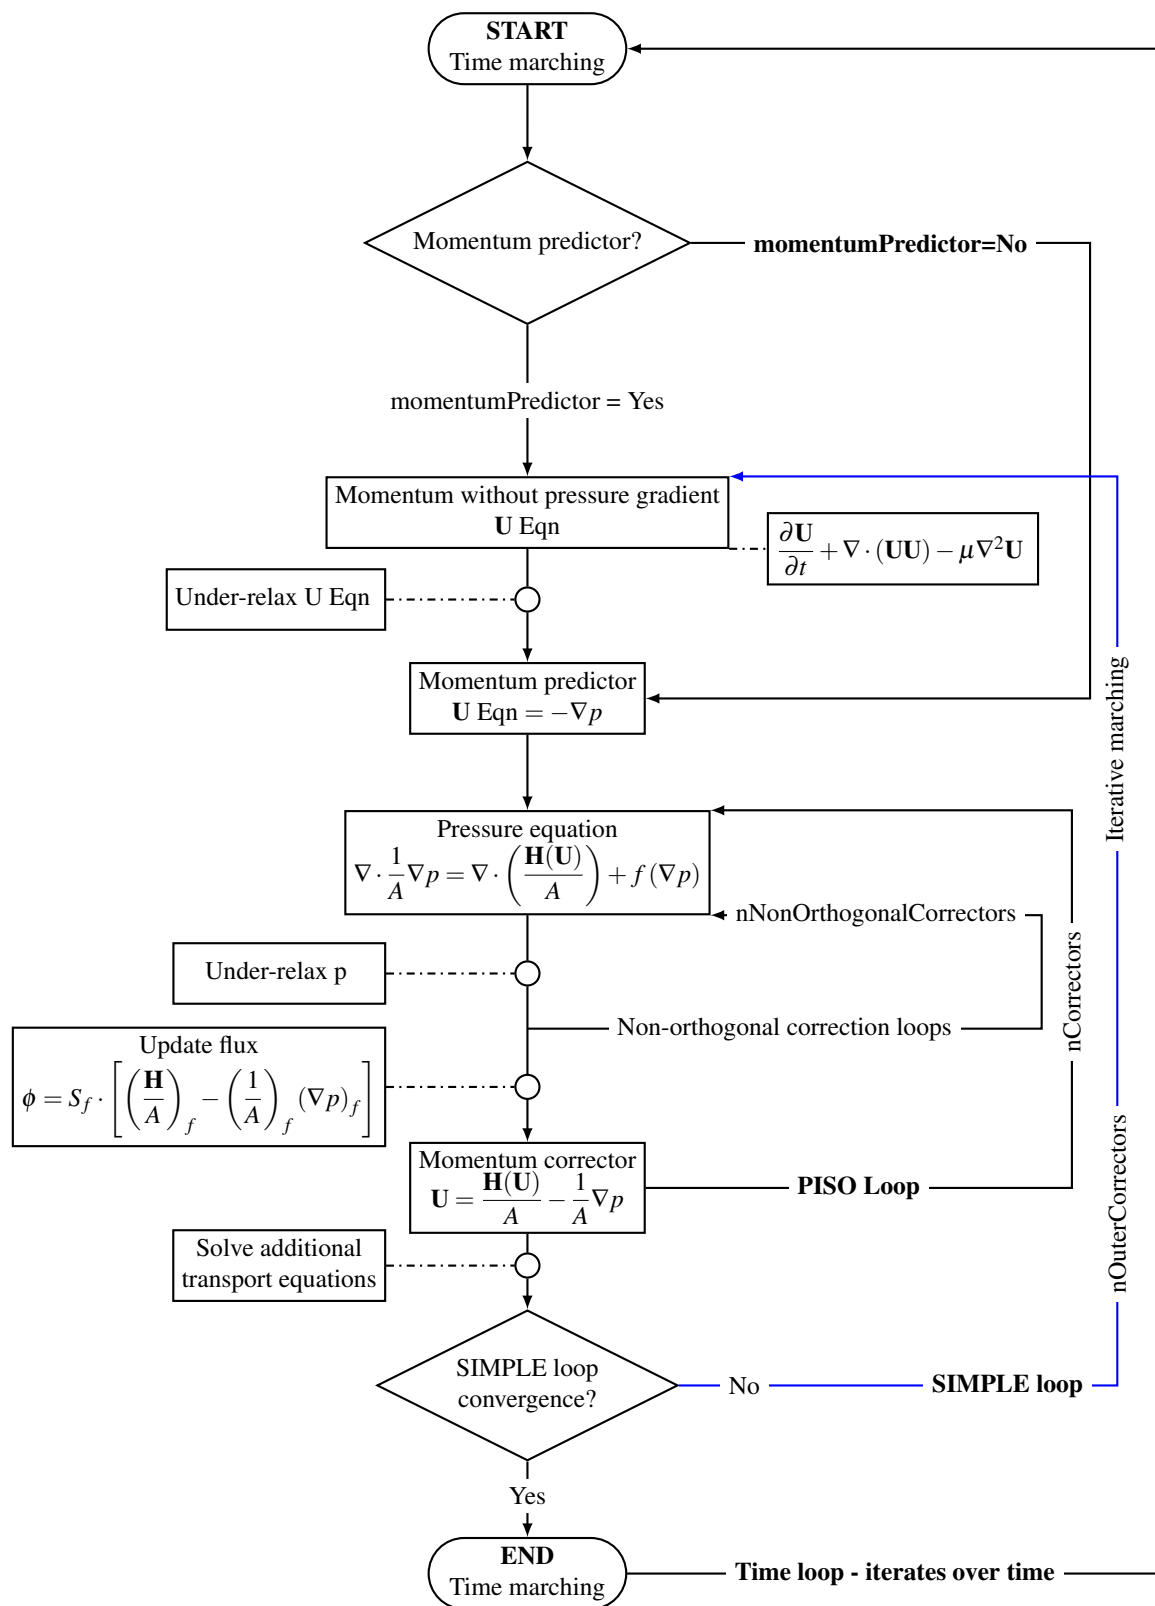 START
Time marching
Momentum predictor?
momentumPredictor=No
momentumPredictor = Yes
Momentum without pressure gradient
U Eqn
∂U/∂t + ∇·(UU) − μ∇²U
Under-relax U Eqn
Momentum predictor
U Eqn = −∇p
Iterative marching
Pressure equation
∇·1/A ∇p = ∇·(H(U)/A) + f(∇p)
nNonOrthogonalCorrectors
nCorrectors
Under-relax p
Non-orthogonal correction loops
Update flux
ϕ = S_f · [(H/A)_f − (1/A)_f (∇p)_f]
Momentum corrector
U = H(U)/A − 1/A ∇p
PISO Loop
nOuterCorrectors
Solve additional
transport equations
SIMPLE loop
convergence?
No
SIMPLE loop
Yes
END
Time marching
Time loop - iterates over time